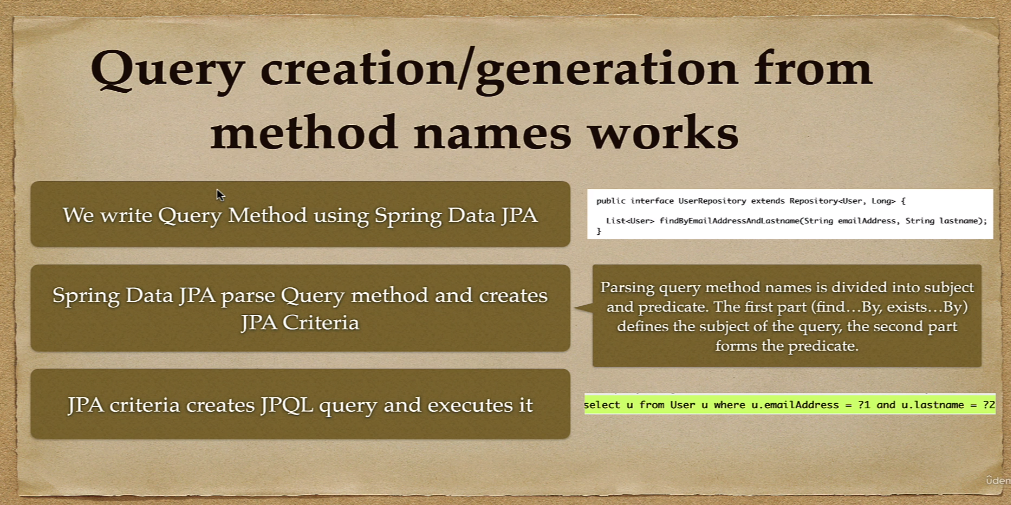 Query creation/generation from
method names works
We write Query Method using Spring Data JPA
public interface UserRepository extends Repository<User, Long> {
List<User> findByEmailAddressAndLastname(String emailAddress, String lastname);
}
Spring Data JPA parse Query method and creates
JPA Criteria
Parsing query method names is divided into subject
and predicate. The first part (find…By, exists…By)
defines the subject of the query, the second part
forms the predicate.
JPA criteria creates JPQL query and executes it
select u from User u where u.emailAddress = ?1 and u.lastname = ?2